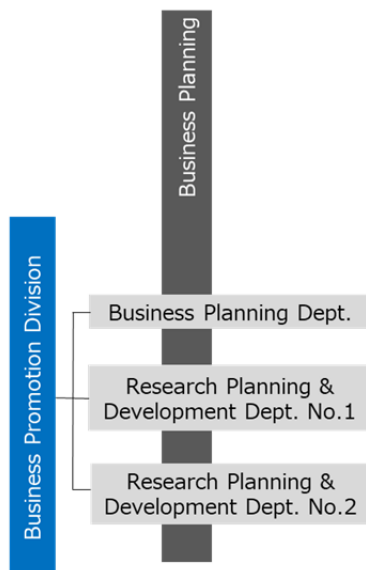 Business Planning
Business Promotion Division
Business Planning Dept.
Research Planning &
Development Dept. No.1
Research Planning &
Development Dept. No.2